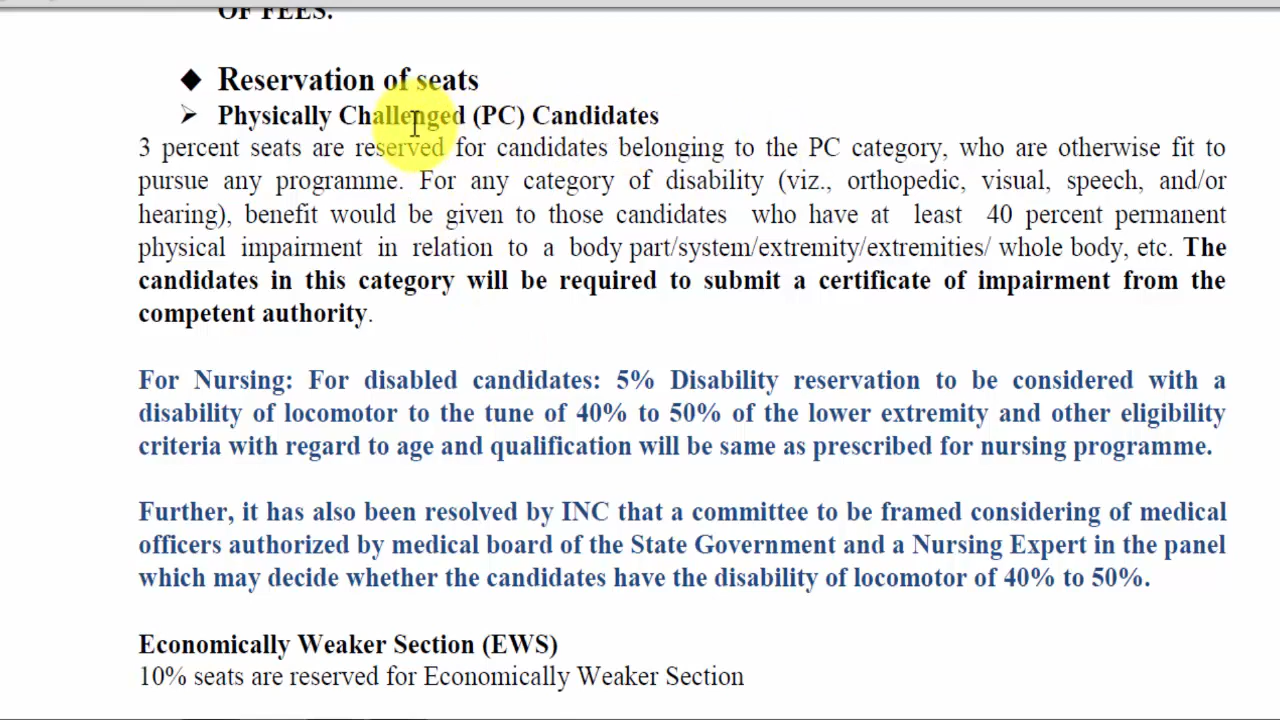 OF FEES.
◆ Reservation of seats
➢ Physically Challenged (PC) Candidates
3 percent seats are reserved for candidates belonging to the PC category, who are otherwise fit to
pursue any programme. For any category of disability (viz., orthopedic, visual, speech, and/or
hearing), benefit would be given to those candidates who have at least 40 percent permanent
physical impairment in relation to a body part/system/extremity/extremities/ whole body, etc. The
candidates in this category will be required to submit a certificate of impairment from the
competent authority.
For Nursing: For disabled candidates: 5% Disability reservation to be considered with a
disability of locomotor to the tune of 40% to 50% of the lower extremity and other eligibility
criteria with regard to age and qualification will be same as prescribed for nursing programme.
Further, it has also been resolved by INC that a committee to be framed considering of medical
officers authorized by medical board of the State Government and a Nursing Expert in the panel
which may decide whether the candidates have the disability of locomotor of 40% to 50%.
Economically Weaker Section (EWS)
10% seats are reserved for Economically Weaker Section